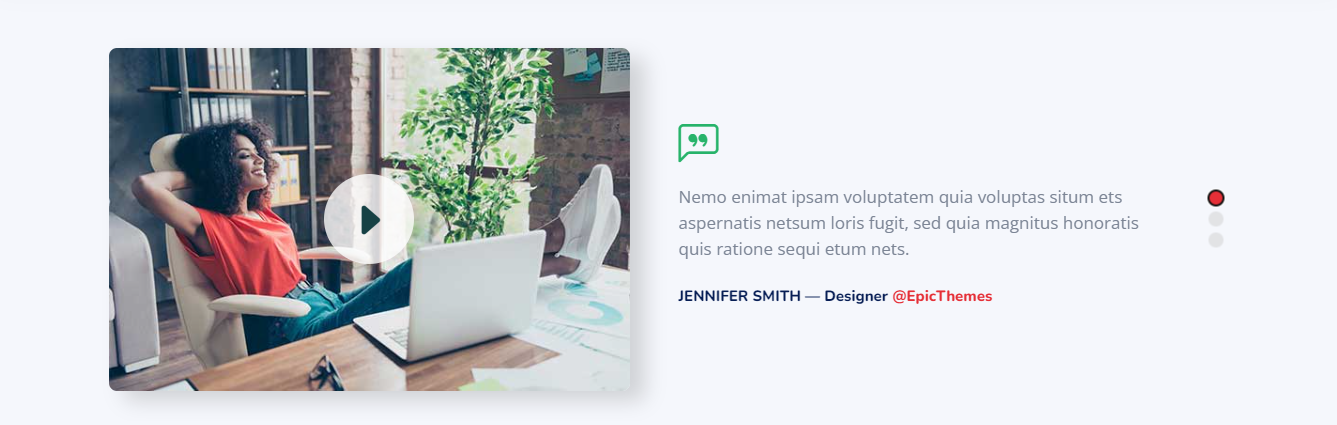 Nemo enimat ipsam voluptatem quia voluptas situm ets
aspernatis netsum loris fugit, sed quia magnitus honoratis
quis ratione sequi etum nets.
JENNIFER SMITH — Designer @EpicThemes